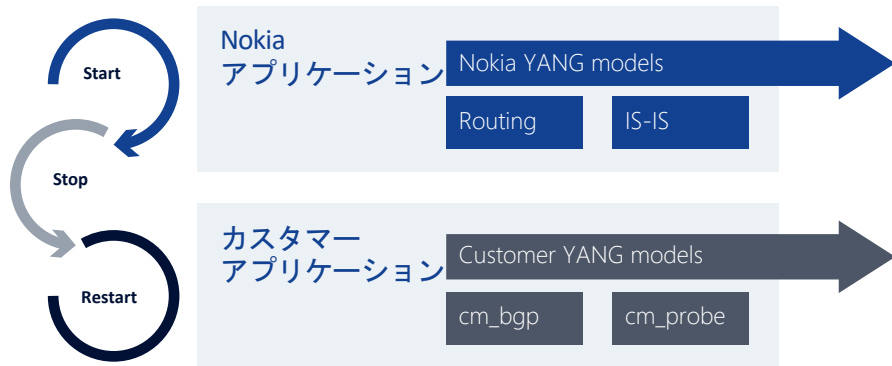 Start
Stop
Restart
Nokia
アプリケーション
Nokia YANG models
Routing
IS-IS
カスタマー
アプリケーション
Customer YANG models
cm_bgp
cm_probe